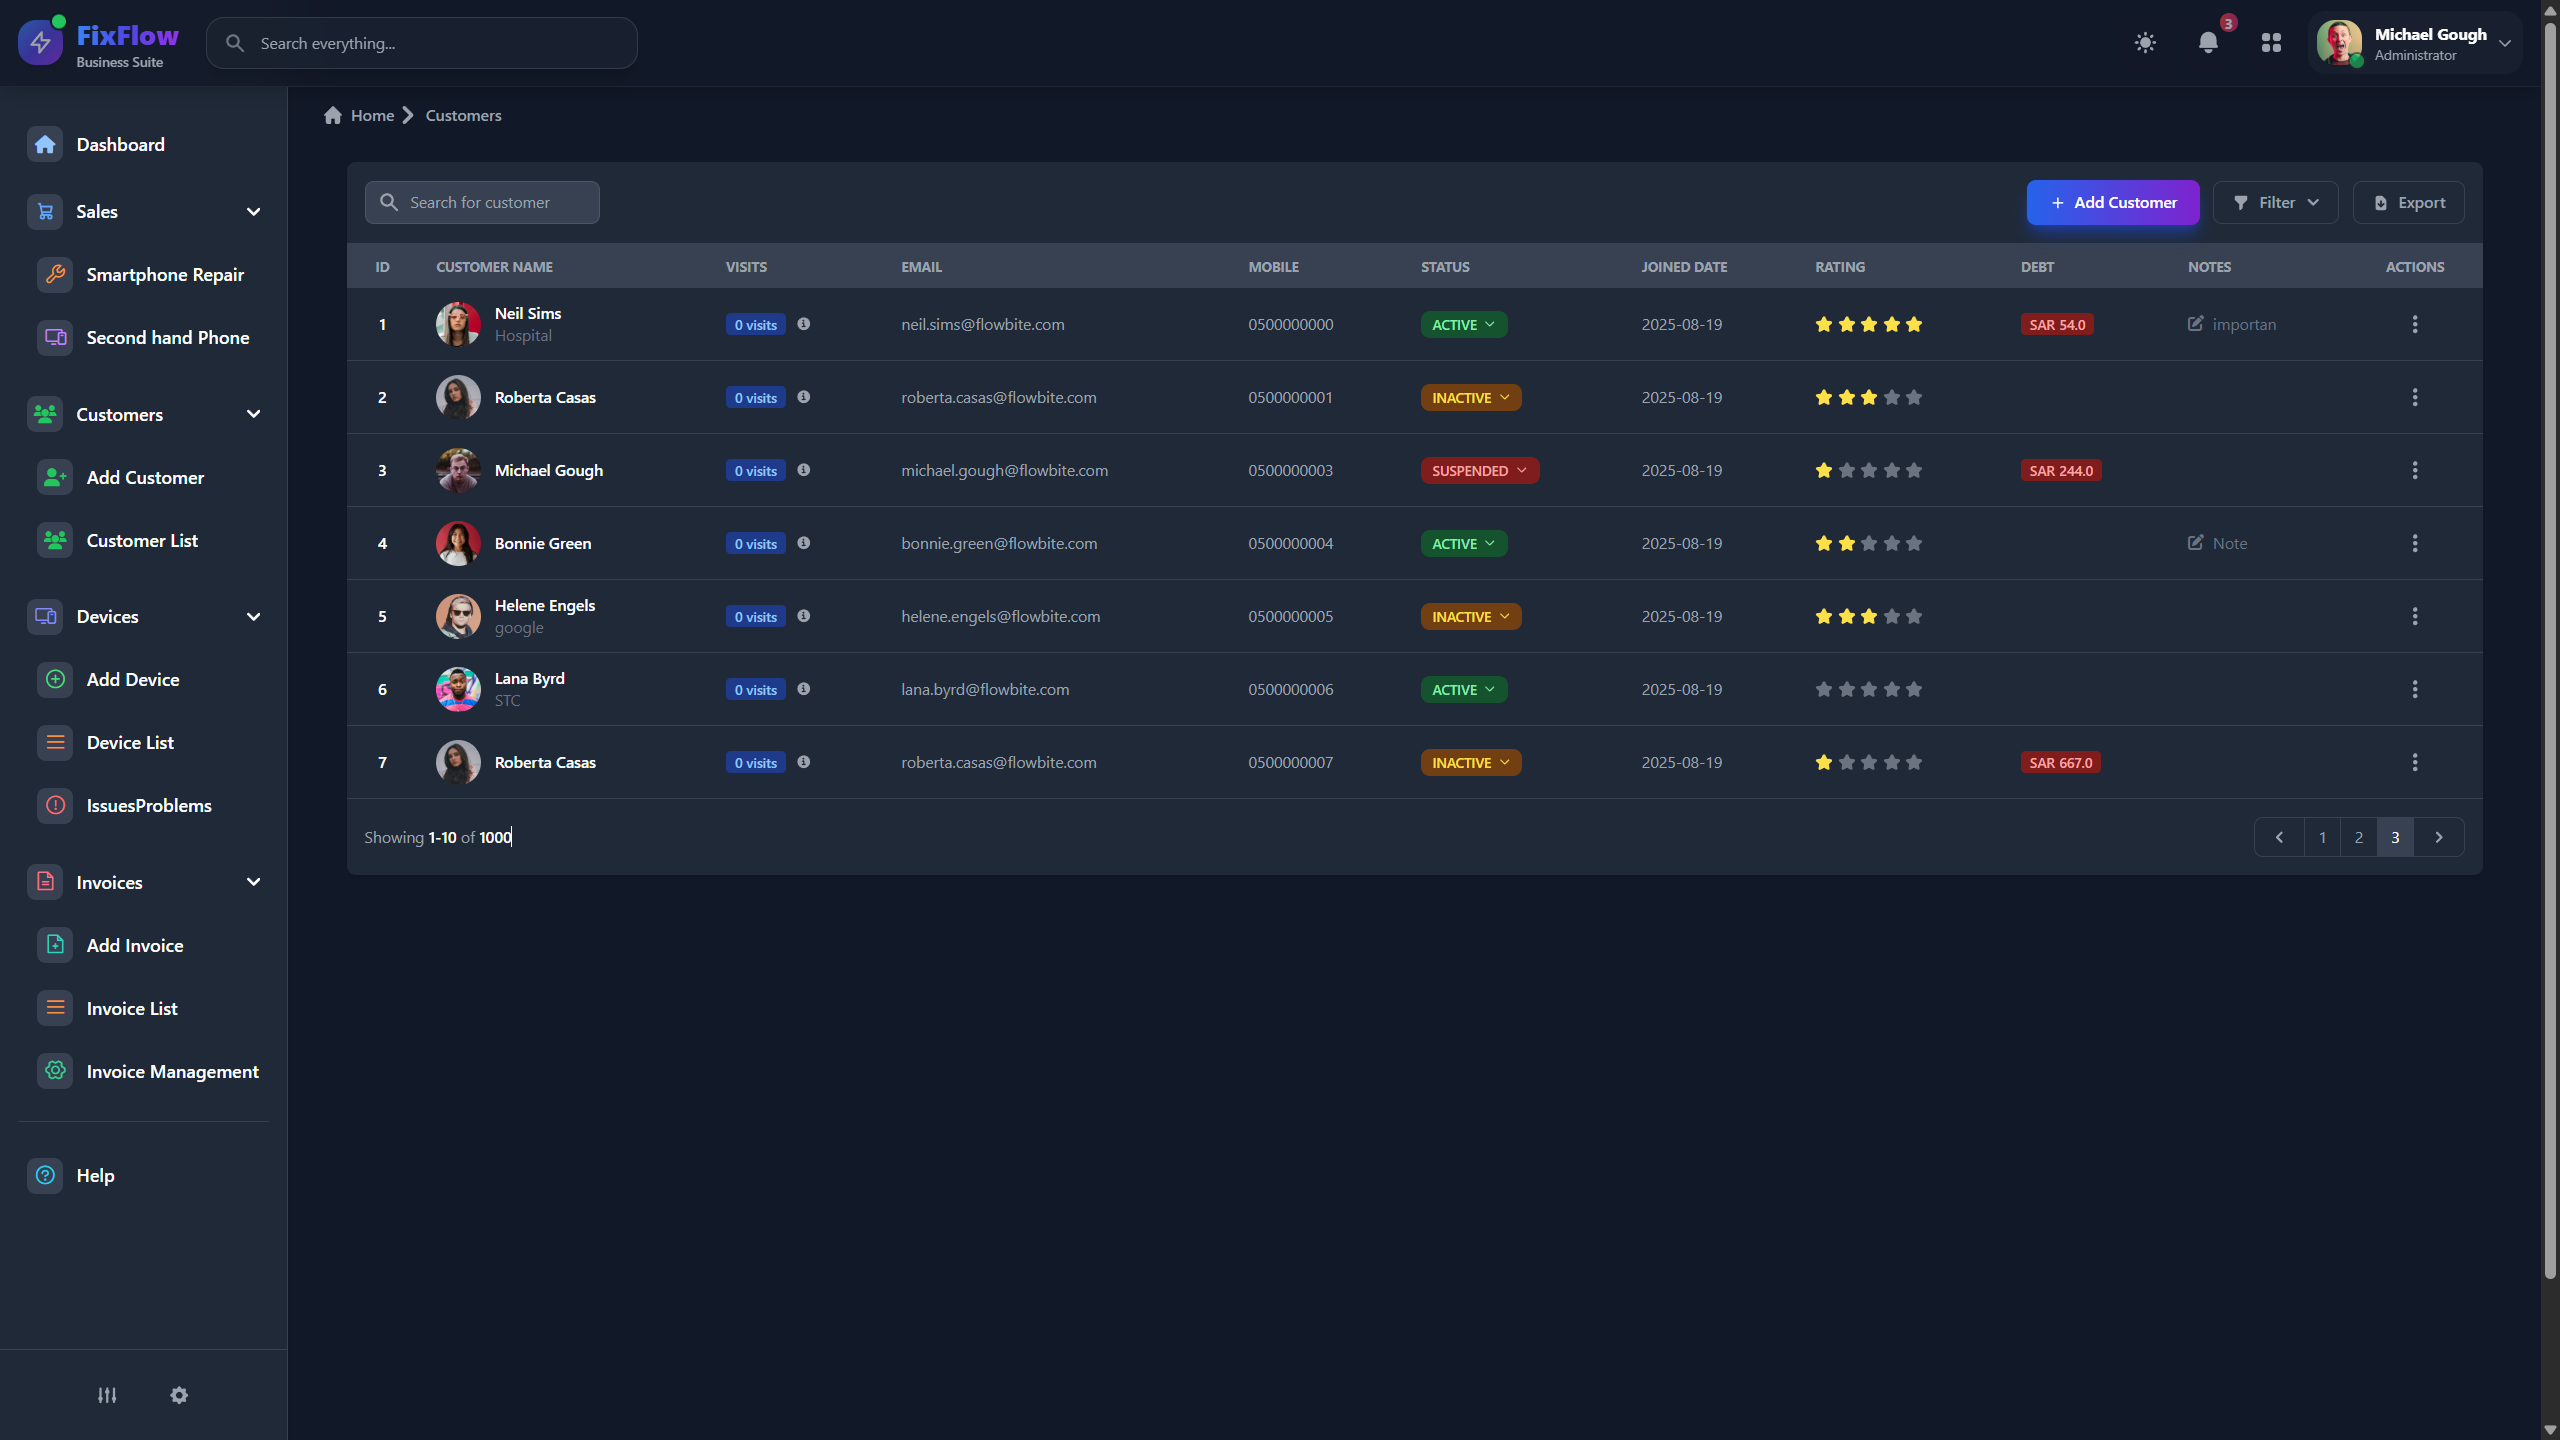 FixFlow
Business Suite
Search everything...
3
Michael Gough
Administrator
Dashboard
Sales
Smartphone Repair
Second hand Phone
Customers
Add Customer
Customer List
Devices
Add Device
Device List
IssuesProblems
Invoices
Add Invoice
Invoice List
Invoice Management
Help
Home Customers
Search for customer
+ Add Customer Filter Export
ID CUSTOMER NAME VISITS EMAIL MOBILE STATUS JOINED DATE RATING DEBT NOTES ACTIONS
1 Neil Sims Hospital 0 visits neil.sims@flowbite.com 0500000000 ACTIVE 2025-08-19 SAR 54.0 importan
2 Roberta Casas 0 visits roberta.casas@flowbite.com 0500000001 INACTIVE 2025-08-19
3 Michael Gough 0 visits michael.gough@flowbite.com 0500000003 SUSPENDED 2025-08-19 SAR 244.0
4 Bonnie Green 0 visits bonnie.green@flowbite.com 0500000004 ACTIVE 2025-08-19 Note
5 Helene Engels google 0 visits helene.engels@flowbite.com 0500000005 INACTIVE 2025-08-19
6 Lana Byrd STC 0 visits lana.byrd@flowbite.com 0500000006 ACTIVE 2025-08-19
7 Roberta Casas 0 visits roberta.casas@flowbite.com 0500000007 INACTIVE 2025-08-19 SAR 667.0
Showing 1-10 of 1000
1 2 3